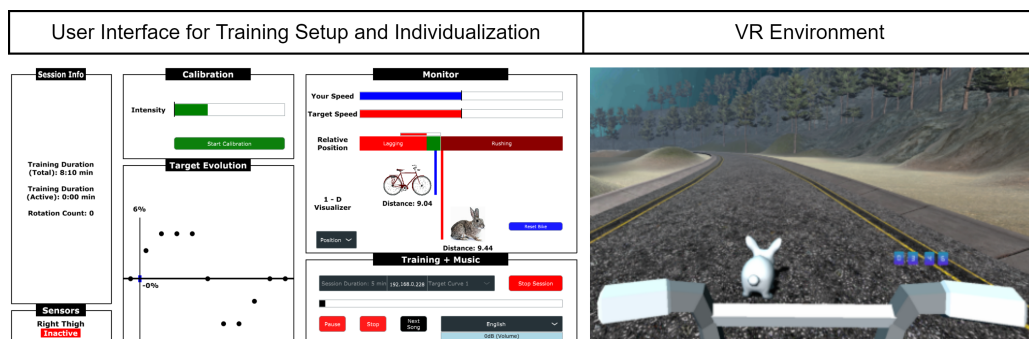 User Interface for Training Setup and Individualization
VR Environment
Session Info
Training Duration
(Total): 8:10 min
Training Duration
(Active): 0:00 min
Rotation Count: 0
Sensors
Right Thigh
Inactive
Calibration
Intensity
Start Calibration
Target Evolution
6%
-0%
Monitor
Your Speed
Target Speed
Relative
Position
Lagging
Rushing
1 - D
Visualizer
Position
Distance: 9.04
Distance: 9.44
Reset Bike
Training + Music
Session Duration: 5 min
192.168.0.228
Target Curve 1
Stop Session
Pause
Stop
Next
Song
English
0dB (Volume)